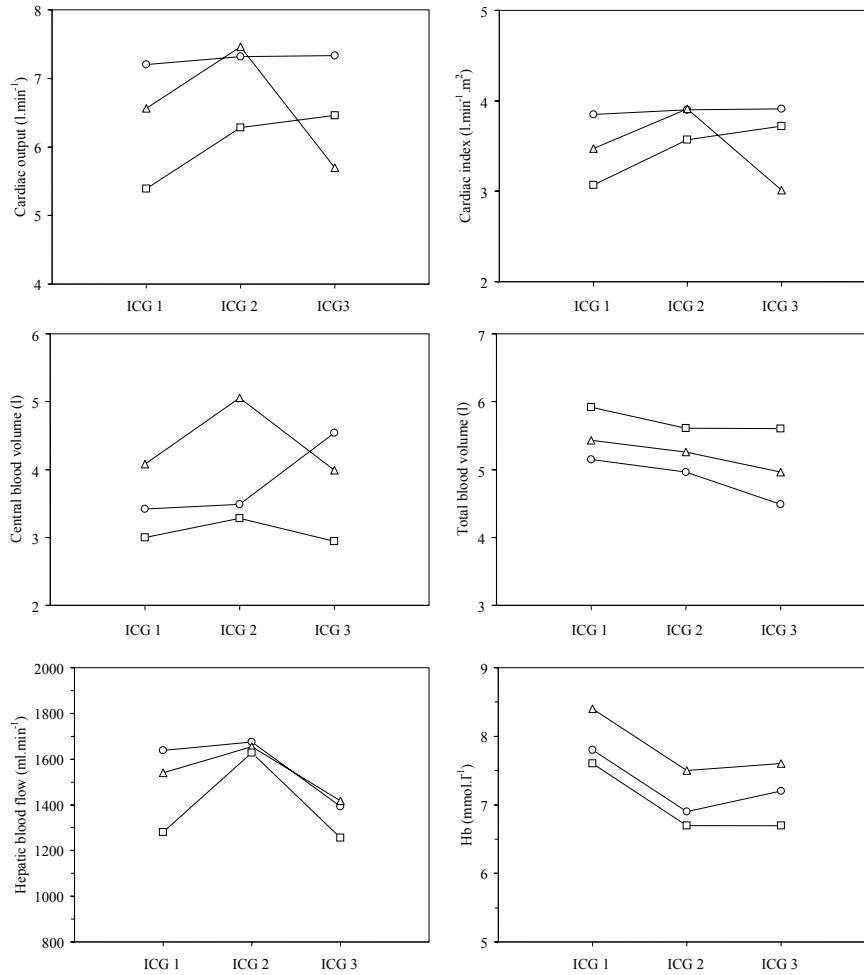 Cardiac output (l.min⁻¹)
8
7
6
5
4
ICG 1 ICG 2 ICG3
Cardiac index (l.min⁻¹.m²)
5
4
3
2
ICG 1 ICG 2 ICG 3
Central blood volume (l)
6
5
4
3
2
ICG 1 ICG 2 ICG 3
Total blood volume (l)
7
6
5
4
3
ICG 1 ICG 2 ICG 3
Hepatic blood flow (ml.min⁻¹)
2000
1800
1600
1400
1200
1000
800
ICG 1 ICG 2 ICG 3
Hb (mmol.l⁻¹)
9
8
7
6
5
ICG 1 ICG 2 ICG 3